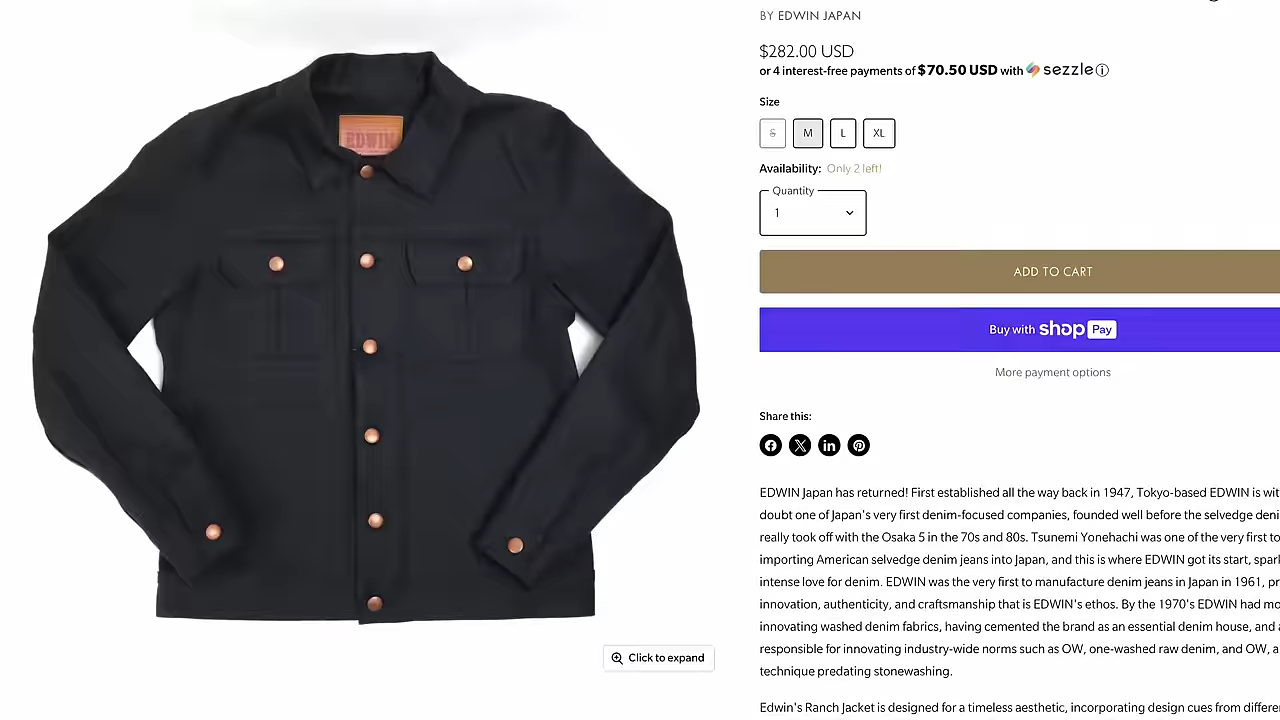 BY EDWIN JAPAN
$282.00 USD
or 4 interest-free payments of $70.50 USD with sezzle
Size
S M L XL
Availability: Only 2 left!
Quantity
1
ADD TO CART
Buy with shop Pay
More payment options
Share this:
EDWIN Japan has returned! First established all the way back in 1947, Tokyo-based EDWIN is wit
doubt one of Japan's very first denim-focused companies, founded well before the selvedge deni
really took off with the Osaka 5 in the 70s and 80s. Tsunemi Yonehachi was one of the very first to
importing American selvedge denim jeans into Japan, and this is where EDWIN got its start, spar
intense love for denim. EDWIN was the very first to manufacture denim jeans in Japan in 1961, pr
innovation, authenticity, and craftsmanship that is EDWIN's ethos. By the 1970's EDWIN had mo
innovating washed denim fabrics, having cemented the brand as an essential denim house, and a
responsible for innovating industry-wide norms such as OW, one-washed raw denim, and OW, a
technique predating stonewashing.
Edwin's Ranch Jacket is designed for a timeless aesthetic, incorporating design cues from differe
EDWIN
Click to expand